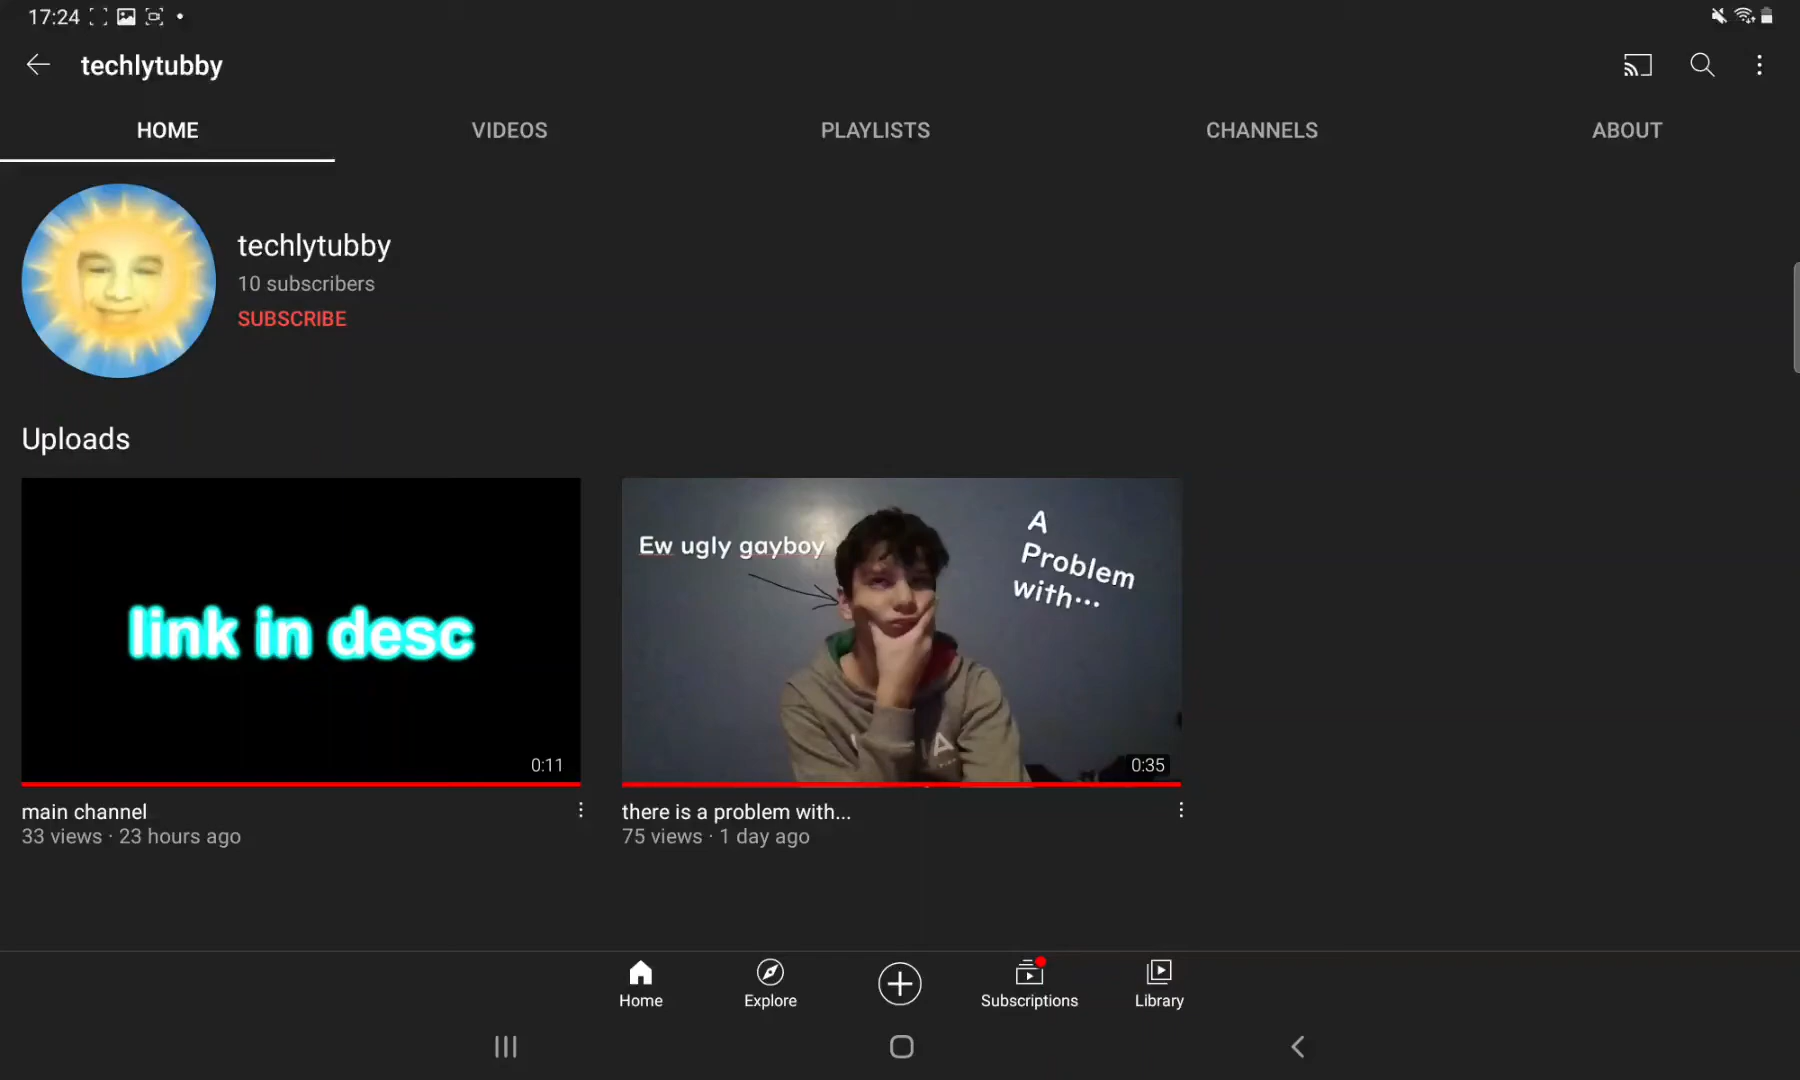 17:24
techlytubby
HOME
VIDEOS
PLAYLISTS
CHANNELS
ABOUT
techlytubby
10 subscribers
SUBSCRIBE
Uploads
link in desc
0:11
Ew ugly gayboy
A
Problem
with...
0:35
main channel
33 views · 23 hours ago
there is a problem with...
75 views · 1 day ago
Home
Explore
Subscriptions
Library